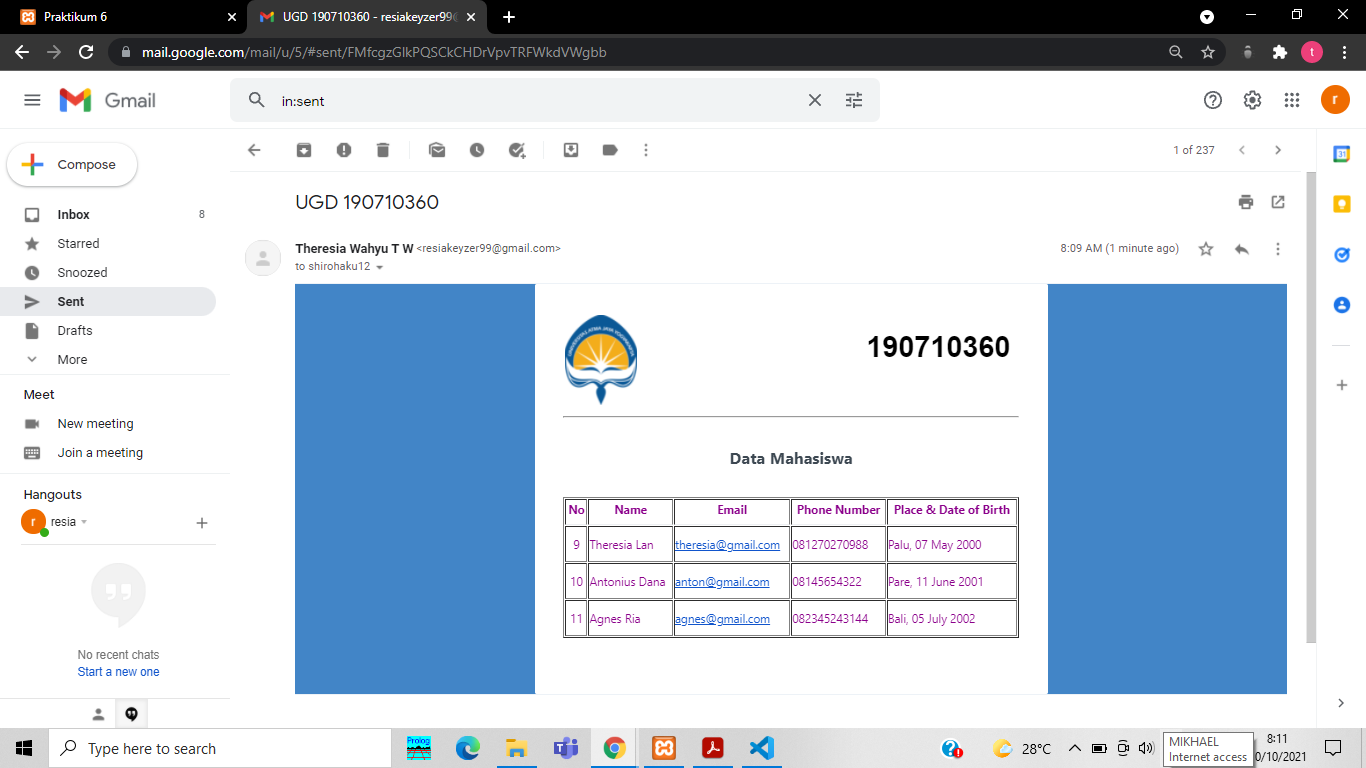 Praktikum 6
UGD 190710360 - resiakeyzer99@
mail.google.com/mail/u/5/#sent/FMfcgzGlkPQSCkCHDrVpvTRFWkdVWgbb
t
Gmail
in:sent
r
Compose
1 of 237
31
Inbox 8
Starred
Snoozed
Sent
Drafts
More
Meet
New meeting
Join a meeting
Hangouts
r resia
No recent chats
Start a new one
UGD 190710360
Theresia Wahyu T W <resiakeyzer99@gmail.com>
8:09 AM (1 minute ago)
to shirohaku12
190710360
Data Mahasiswa
No Name Email Phone Number Place & Date of Birth
9 Theresia Lan theresia@gmail.com 081270270988 Palu, 07 May 2000
10 Antonius Dana anton@gmail.com 08145654322 Pare, 11 June 2001
11 Agnes Ria agnes@gmail.com 082345243144 Bali, 05 July 2002
Type here to search
Prolog
28°C
MIKHAEL
Internet access
8:11
0/10/2021